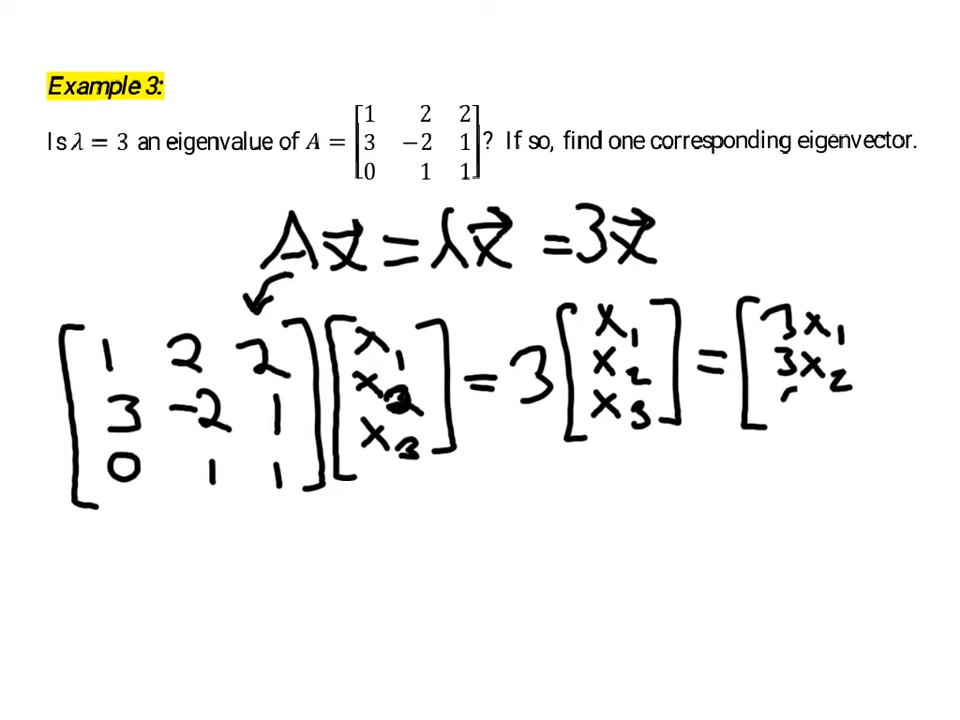 Example 3:
Is λ = 3 an eigenvalue of A = [1 2 2; 3 −2 1; 0 1 1]? If so, find one corresponding eigenvector.
Ax⃗ = λx⃗ = 3x⃗
[1 2 2; 3 −2 1; 0 1 1] [x₁; x₂; x₃] = 3 [x₁; x₂; x₃] = [3x₁; 3x₂